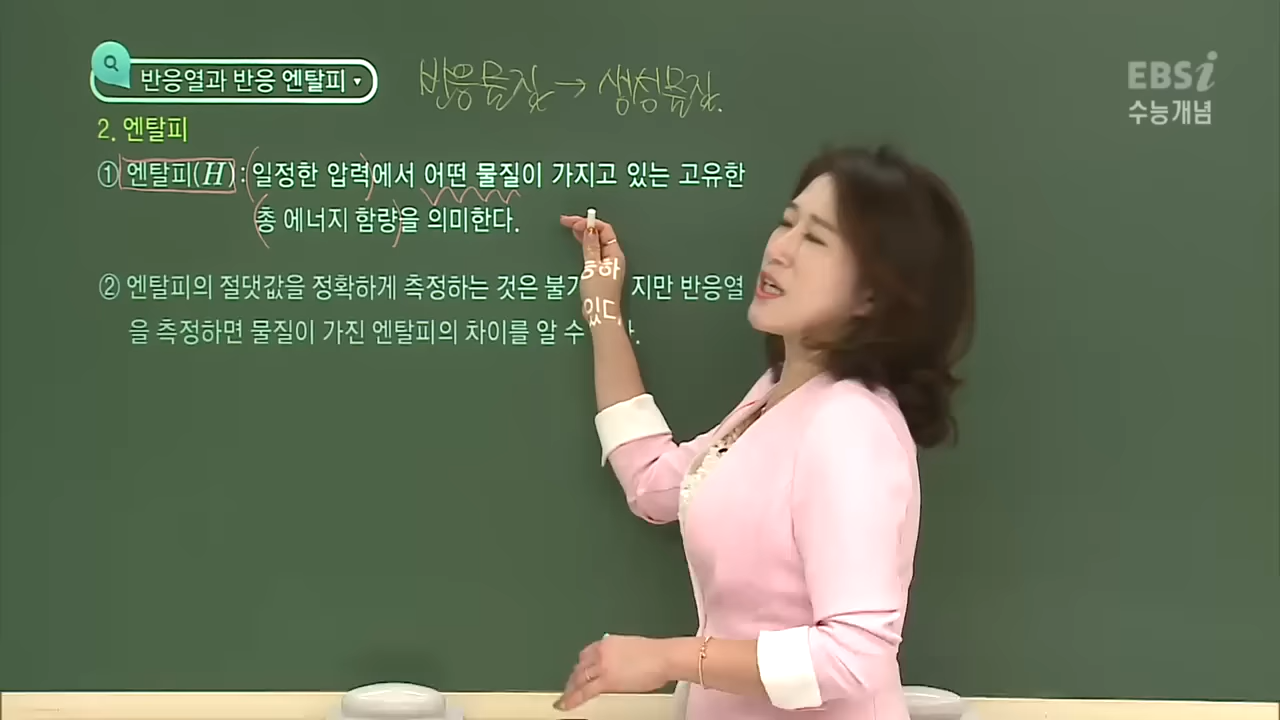 반응열과 반응 엔탈피
반응물질 → 생성물질.
EBSi
수능개념
2. 엔탈피
① 엔탈피(H) : 일정한 압력에서 어떤 물질이 가지고 있는 고유한
총 에너지 함량을 의미한다.
② 엔탈피의 절댓값을 정확하게 측정하는 것은 지만 반응열
을 측정하면 물질이 가진 엔탈피의 차이를 알 수 있다.